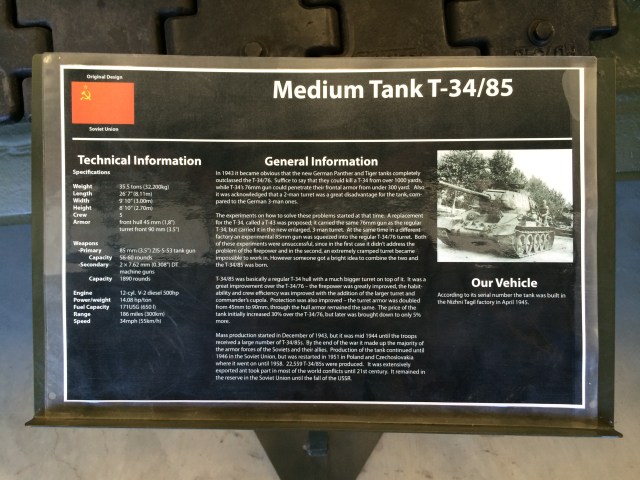 Original Design
Soviet Union
Medium Tank T-34/85
Technical Information
Specifications
Weight 35.5 tons (32,200kg)
Length 26' 7" (8.11m)
Width 9'10" (3.00m)
Height 8'10" (2.70m)
Crew 5
Armor front hull 45 mm (1,8")
turret front 90 mm (3.5")
Weapons
-Primary 85 mm (3.5") ZIS-S-53 tank gun
Capacity 56-60 rounds
-Secondary 2 x 7.62 mm (0.308") DT
machine guns
Capacity 1890 rounds
Engine 12-cyl. V-2 diesel 500hp
Power/weight 14.08 hp/ton
Fuel Capacity 171USG (650 l)
Range 186 miles (300km)
Speed 34mph (55km/h)
General Information
In 1943 it became obvious that the new German Panther and Tiger tanks completely
outclassed the T-34/76. Suffice to say that they could kill a T-34 from over 1000 yards,
while T-34's 76mm gun could penetrate their frontal armor from under 300 yard. Also
it was acknowledged that a 2-man turret was a great disadvantage for the tank, com-
pared to the German 3-man ones.
The experiments on how to solve these problems started at that time. A replacement
for the T-34, called a T-43 was proposed; it carried the same 76mm gun as the regular
T-34, but carried it in the new enlarged, 3-man turret. At the same time in a different
factory an experimental 85mm gun was squeezed into the regular T-34/76 turret. Both
of these experiments were unsuccessful, since in the first case it didn't address the
problem of the firepower and in the second, an extremely cramped turret became
impossible to work in. However someone got a bright idea to combine the two and
the T-34/85 was born.
T-34/85 was basically a regular T-34 hull with a much bigger turret on top of it. It was a
great improvement over the T-34/76 – the firepower was greatly improved, the habit-
ability and crew efficiency was improved with the addition of the larger turret and
commander's cupola. Protection was also improved – the turret armor was doubled
from 45mm to 90mm, through the hull armor remained the same. The price of the
tank initially increased 30% over the T-34/76, but later was brought down to only 5%
more.
Mass production started in December of 1943, but it was mid 1944 until the troops
received a large number of T-34/85s. By the end of the war it made up the majority of
the armor forces of the Soviets and their allies. Production of the tank continued until
1946 in the Soviet Union, but was restarted in 1951 in Poland and Czechoslovakia
where it went on until 1958. 22,559 T-34/85s were produced. It was extensively
exported ant took part in most of the world conflicts until 21st century. It remained in
the reserve in the Soviet Union until the fall of the USSR.
Our Vehicle
According to its serial number the tank was built in
the Nizhni Tagil factory in April 1945.